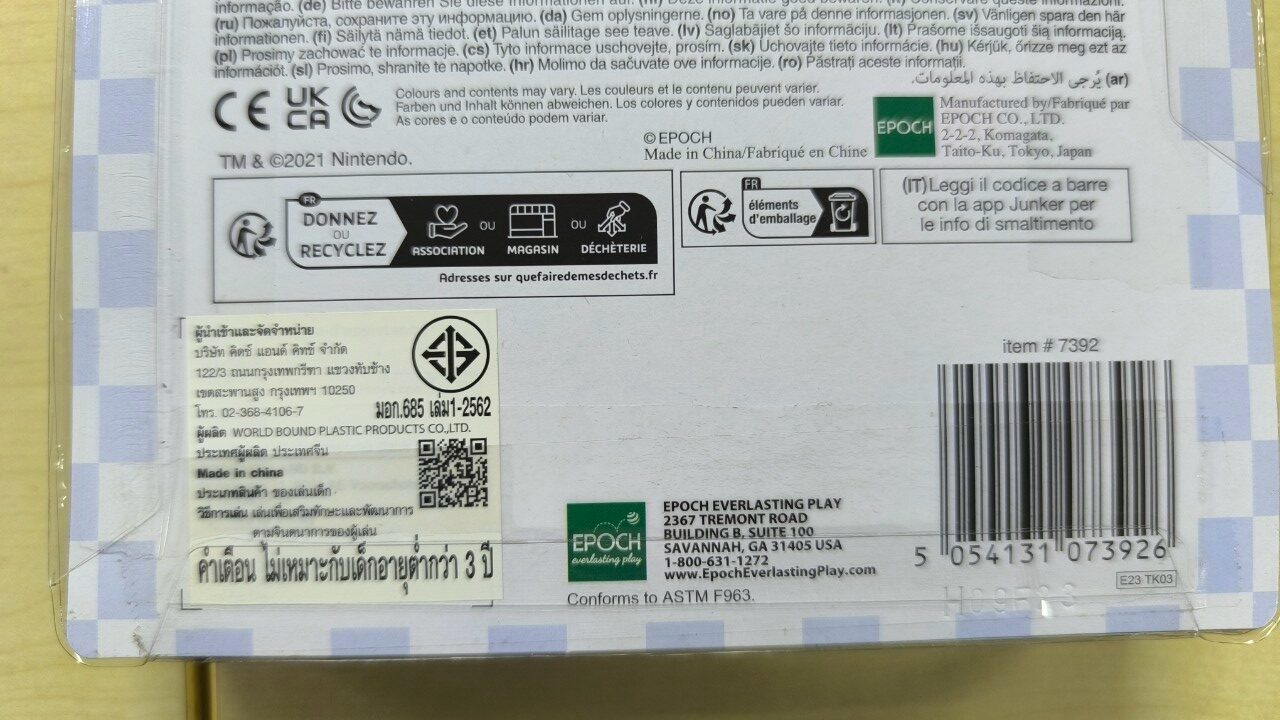 informação. (de) Bitte bewahren Sie diese Informationen auf.
(ru) Пожалуйста, сохраните эту информацию. (da) Gem oplysningerne. (no) Ta vare på denne informasjonen. (sv) Vänligen spara den här
informationen. (fi) Säilytä nämä tiedot. (et) Palun säilitage see teave. (lv) Saglabājiet šo informāciju. (lt) Prašome išsaugoti šią informaciją.
(pl) Prosimy zachować te informacje. (cs) Tyto informace uschovejte, prosím. (sk) Uchovajte tieto informácie. (hu) Kérjük, őrizze meg ezt az
információt. (sl) Prosimo, shranite te napotke. (hr) Molimo da sačuvate ove informacije. (ro) Păstrați aceste informații.
(ar) يُرجى الاحتفاظ بهذه المعلومات.
CE UK CA
Colours and contents may vary. Les couleurs et le contenu peuvent varier.
Farben und Inhalt können abweichen. Los colores y contenidos pueden variar.
As cores e o conteúdo podem variar.
TM & ©2021 Nintendo.
© EPOCH
Made in China/Fabriqué en Chine
EPOCH
Manufactured by/Fabriqué par
EPOCH CO., LTD.
2-2-2, Komagata,
Taito-Ku, Tokyo, Japan
FR
DONNEZ
OU
RECYCLEZ
ASSOCIATION OU MAGASIN OU DÉCHÈTERIE
Adresses sur quefairedemesdechets.fr
FR
éléments
d'emballage
(IT)Leggi il codice a barre
con la app Junker per
le info di smaltimento
ผู้นำเข้าและจัดจำหน่าย
บริษัท คิดซ์ แอนด์ คิทซ์ จำกัด
122/3 ถนนกรุงเทพกรีฑา แขวงทับช้าง
เขตสะพานสูง กรุงเทพฯ 10250
โทร. 02-368-4106-7
มอก.685 เล่ม1-2562
ผู้ผลิต WORLD BOUND PLASTIC PRODUCTS CO.,LTD.
ประเทศผู้ผลิต ประเทศจีน
Made in china
ประเภทสินค้า ของเล่นเด็ก
วิธีการเล่น เล่นเพื่อเสริมทักษะและพัฒนาการ
ตามจินตนาการของผู้เล่น
คำเตือน ไม่เหมาะกับเด็กอายุต่ำกว่า 3 ปี
EPOCH
everlasting play
EPOCH EVERLASTING PLAY
2367 TREMONT ROAD
BUILDING B, SUITE 100
SAVANNAH, GA 31405 USA
1-800-631-1272
www.EpochEverlastingPlay.com
Conforms to ASTM F963.
item # 7392
5 054131 073926
E23 TK03